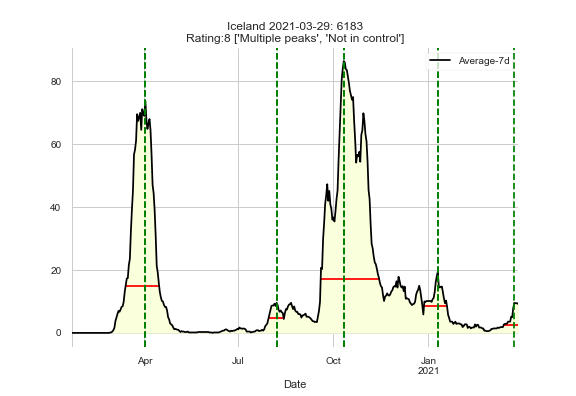 Iceland 2021-03-29: 6183
Rating:8 ['Multiple peaks', 'Not in control']
Average-7d
80
60
40
20
0
Apr
Jul
Oct
Jan
2021
Date